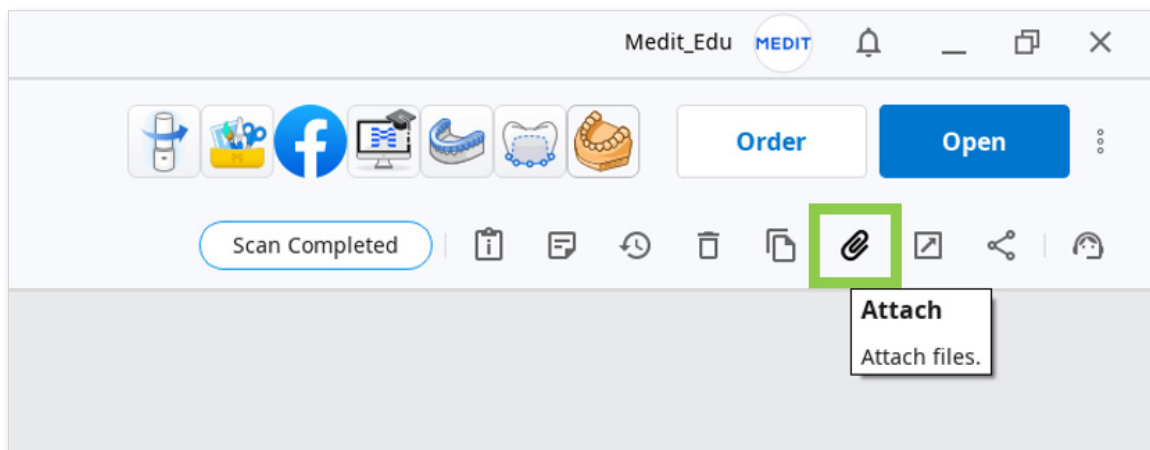 Medit_Edu MEDIT
Order Open
Scan Completed
Attach
Attach files.